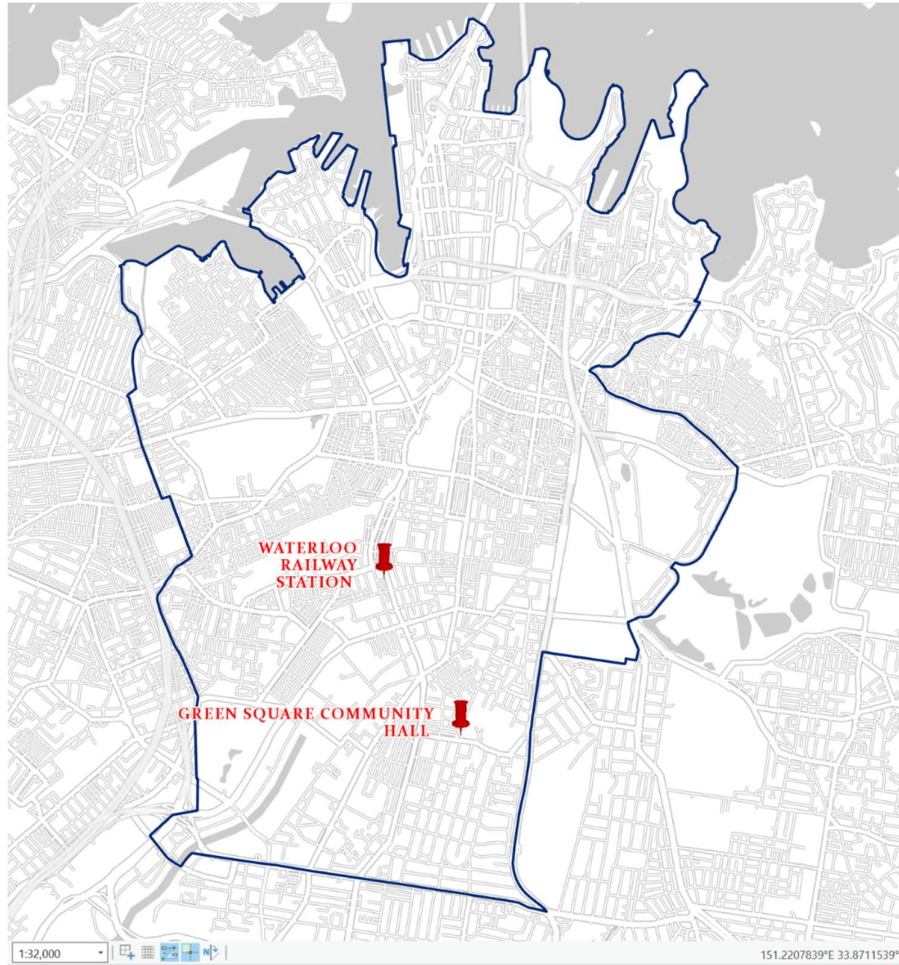 WATERLOO
RAILWAY
STATION
GREEN SQUARE COMMUNITY
HALL
1:32,000
N
151.2207839°E 33.8711539°